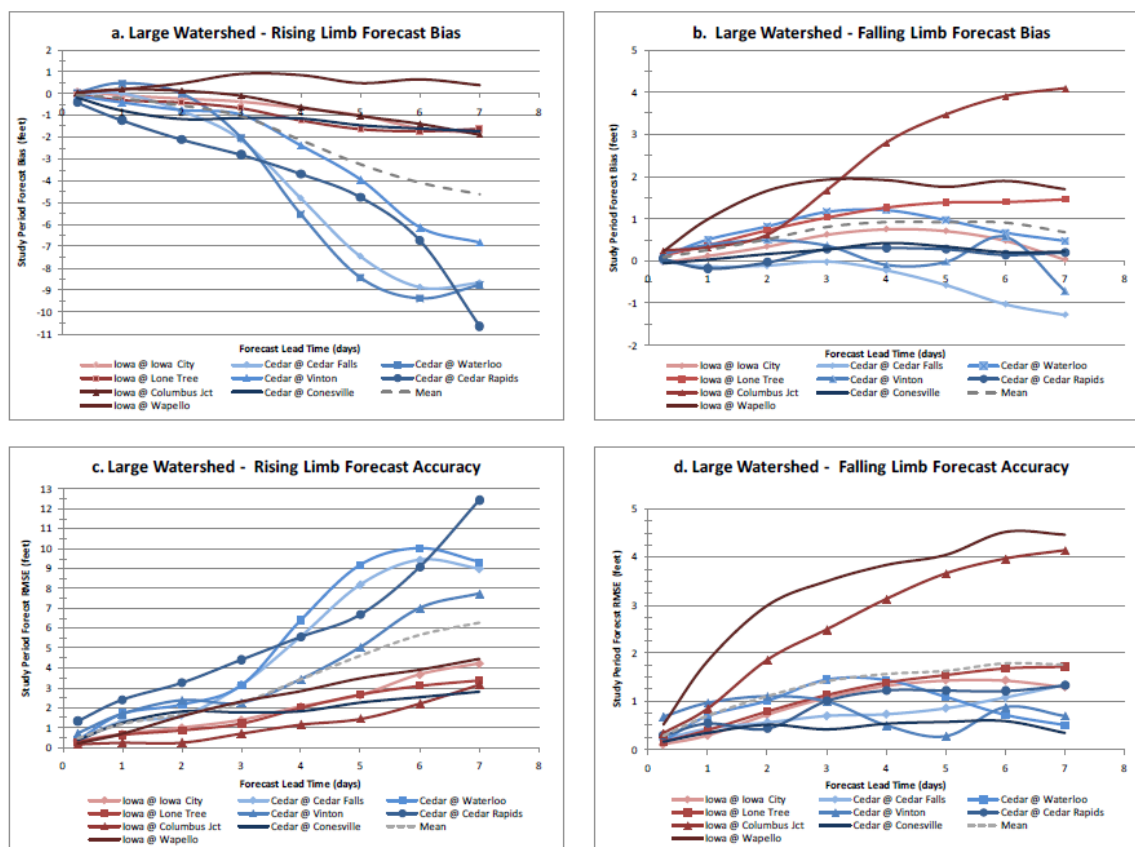 a. Large Watershed - Rising Limb Forecast Bias
Study Period Forecst Bias (feet)
2
1
0
-1
-2
-3
-4
-5
-6
-7
-8
-9
-10
-11
0 1 2 3 4 5 6 7 8
Forecast Lead Time (days)
Iowa @ Iowa City Cedar @ Cedar Falls Cedar @ Waterloo
Iowa @ Lone Tree Cedar @ Vinton Cedar @ Cedar Rapids
Iowa @ Columbus Jct Cedar @ Conesville Mean
Iowa @ Wapello
b. Large Watershed - Falling Limb Forecast Bias
Study Period Forecst Bias (feet)
5
4
3
2
1
0
-1
-2
0 1 2 3 4 5 6 7 8
Forecast Lead Time (days)
Iowa @ Iowa City Cedar @ Cedar Falls Cedar @ Waterloo
Iowa @ Lone Tree Cedar @ Vinton Cedar @ Cedar Rapids
Iowa @ Columbus Jct Cedar @ Conesville Mean
Iowa @ Wapello
c. Large Watershed - Rising Limb Forecast Accuracy
Study Period Forecst RMSE (feet)
13
12
11
10
9
8
7
6
5
4
3
2
1
0
0 1 2 3 4 5 6 7 8
Forecast Lead Time (days)
Iowa @ Iowa City Cedar @ Cedar Falls Cedar @ Waterloo
Iowa @ Lone Tree Cedar @ Vinton Cedar @ Cedar Rapids
Iowa @ Columbus Jct Cedar @ Conesville Mean
Iowa @ Wapello
d. Large Watershed - Falling Limb Forecast Accuracy
Study Period Forecst RMSE (feet)
5
4
3
2
1
0
0 1 2 3 4 5 6 7 8
Forecast Lead Time (days)
Iowa @ Iowa City Cedar @ Cedar Falls Cedar @ Waterloo
Iowa @ Lone Tree Cedar @ Vinton Cedar @ Cedar Rapids
Iowa @ Columbus Jct Cedar @ Conesville Mean
Iowa @ Wapello